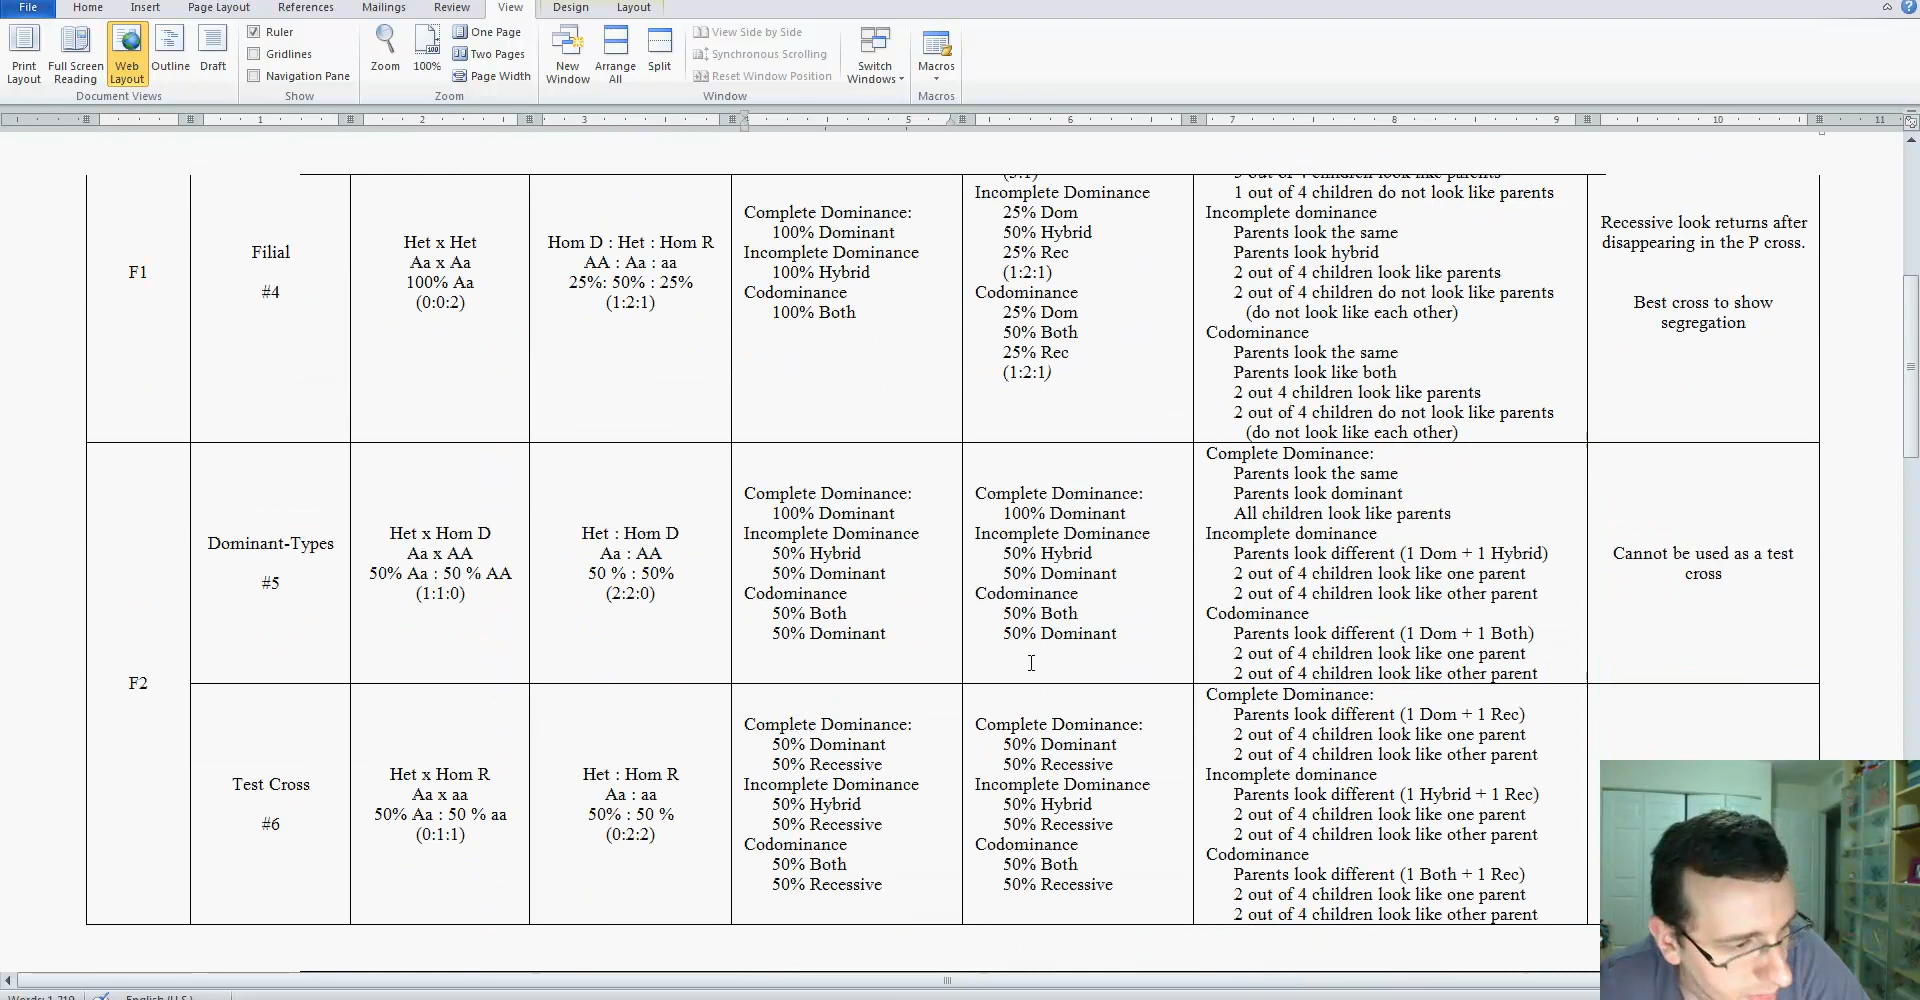 File Home Insert Page Layout References Mailings Review View Design Layout
Print Layout
Full Screen Reading
Web Layout
Outline
Draft
Document Views
Ruler
Gridlines
Navigation Pane
Show
Zoom
100%
One Page
Two Pages
Page Width
Zoom
New Window
Arrange All
Split
View Side by Side
Synchronous Scrolling
Reset Window Position
Window
Switch Windows
Macros
Macros
1 2 3 5 6 7 8 9 10 11
F1
Filial
#4
Het x Het
Aa x Aa
100% Aa
(0:0:2)
Hom D : Het : Hom R
AA : Aa : aa
25%: 50% : 25%
(1:2:1)
Complete Dominance:
100% Dominant
Incomplete Dominance
100% Hybrid
Codominance
100% Both
Incomplete Dominance
25% Dom
50% Hybrid
25% Rec
(1:2:1)
Codominance
25% Dom
50% Both
25% Rec
(1:2:1)
1 out of 4 children do not look like parents
Incomplete dominance
Parents look the same
Parents look hybrid
2 out of 4 children look like parents
2 out of 4 children do not look like parents
(do not look like each other)
Codominance
Parents look the same
Parents look like both
2 out 4 children look like parents
2 out of 4 children do not look like parents
(do not look like each other)
Recessive look returns after
disappearing in the P cross.
Best cross to show
segregation
F2
Dominant-Types
#5
Het x Hom D
Aa x AA
50% Aa : 50 % AA
(1:1:0)
Het : Hom D
Aa : AA
50 % : 50%
(2:2:0)
Complete Dominance:
100% Dominant
Incomplete Dominance
50% Hybrid
50% Dominant
Codominance
50% Both
50% Dominant
Complete Dominance:
100% Dominant
Incomplete Dominance
50% Hybrid
50% Dominant
Codominance
50% Both
50% Dominant
Complete Dominance:
Parents look the same
Parents look dominant
All children look like parents
Incomplete dominance
Parents look different (1 Dom + 1 Hybrid)
2 out of 4 children look like one parent
2 out of 4 children look like other parent
Codominance
Parents look different (1 Dom + 1 Both)
2 out of 4 children look like one parent
2 out of 4 children look like other parent
Cannot be used as a test
cross
Test Cross
#6
Het x Hom R
Aa x aa
50% Aa : 50 % aa
(0:1:1)
Het : Hom R
Aa : aa
50% : 50 %
(0:2:2)
Complete Dominance:
50% Dominant
50% Recessive
Incomplete Dominance
50% Hybrid
50% Recessive
Codominance
50% Both
50% Recessive
Complete Dominance:
50% Dominant
50% Recessive
Incomplete Dominance
50% Hybrid
50% Recessive
Codominance
50% Both
50% Recessive
Complete Dominance:
Parents look different (1 Dom + 1 Rec)
2 out of 4 children look like one parent
2 out of 4 children look like other parent
Incomplete dominance
Parents look different (1 Hybrid + 1 Rec)
2 out of 4 children look like one parent
2 out of 4 children look like other parent
Codominance
Parents look different (1 Both + 1 Rec)
2 out of 4 children look like one parent
2 out of 4 children look like other parent